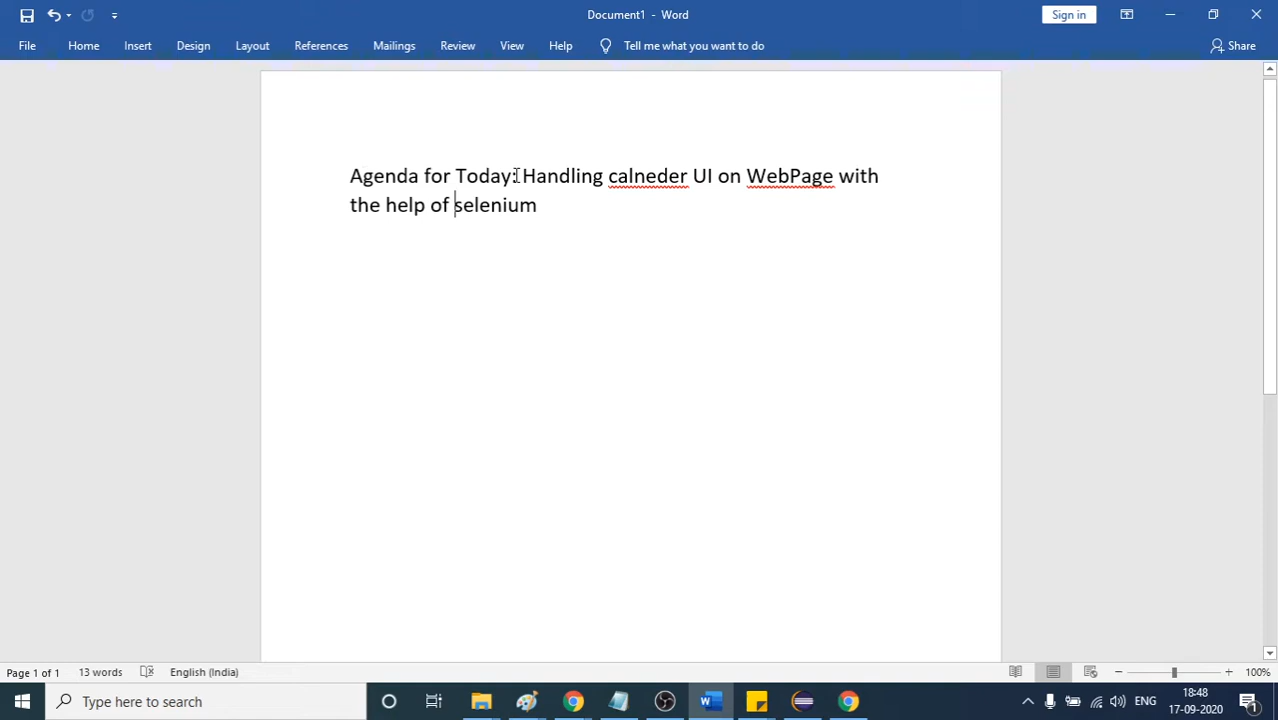 Document1 - Word
Sign in
File Home Insert Design Layout References Mailings Review View Help Tell me what you want to do Share
Agenda for Today: Handling calneder UI on WebPage with
the help of selenium
Page 1 of 1 13 words English (India) 100%
Type here to search
ENG 18:48
17-09-2020 1